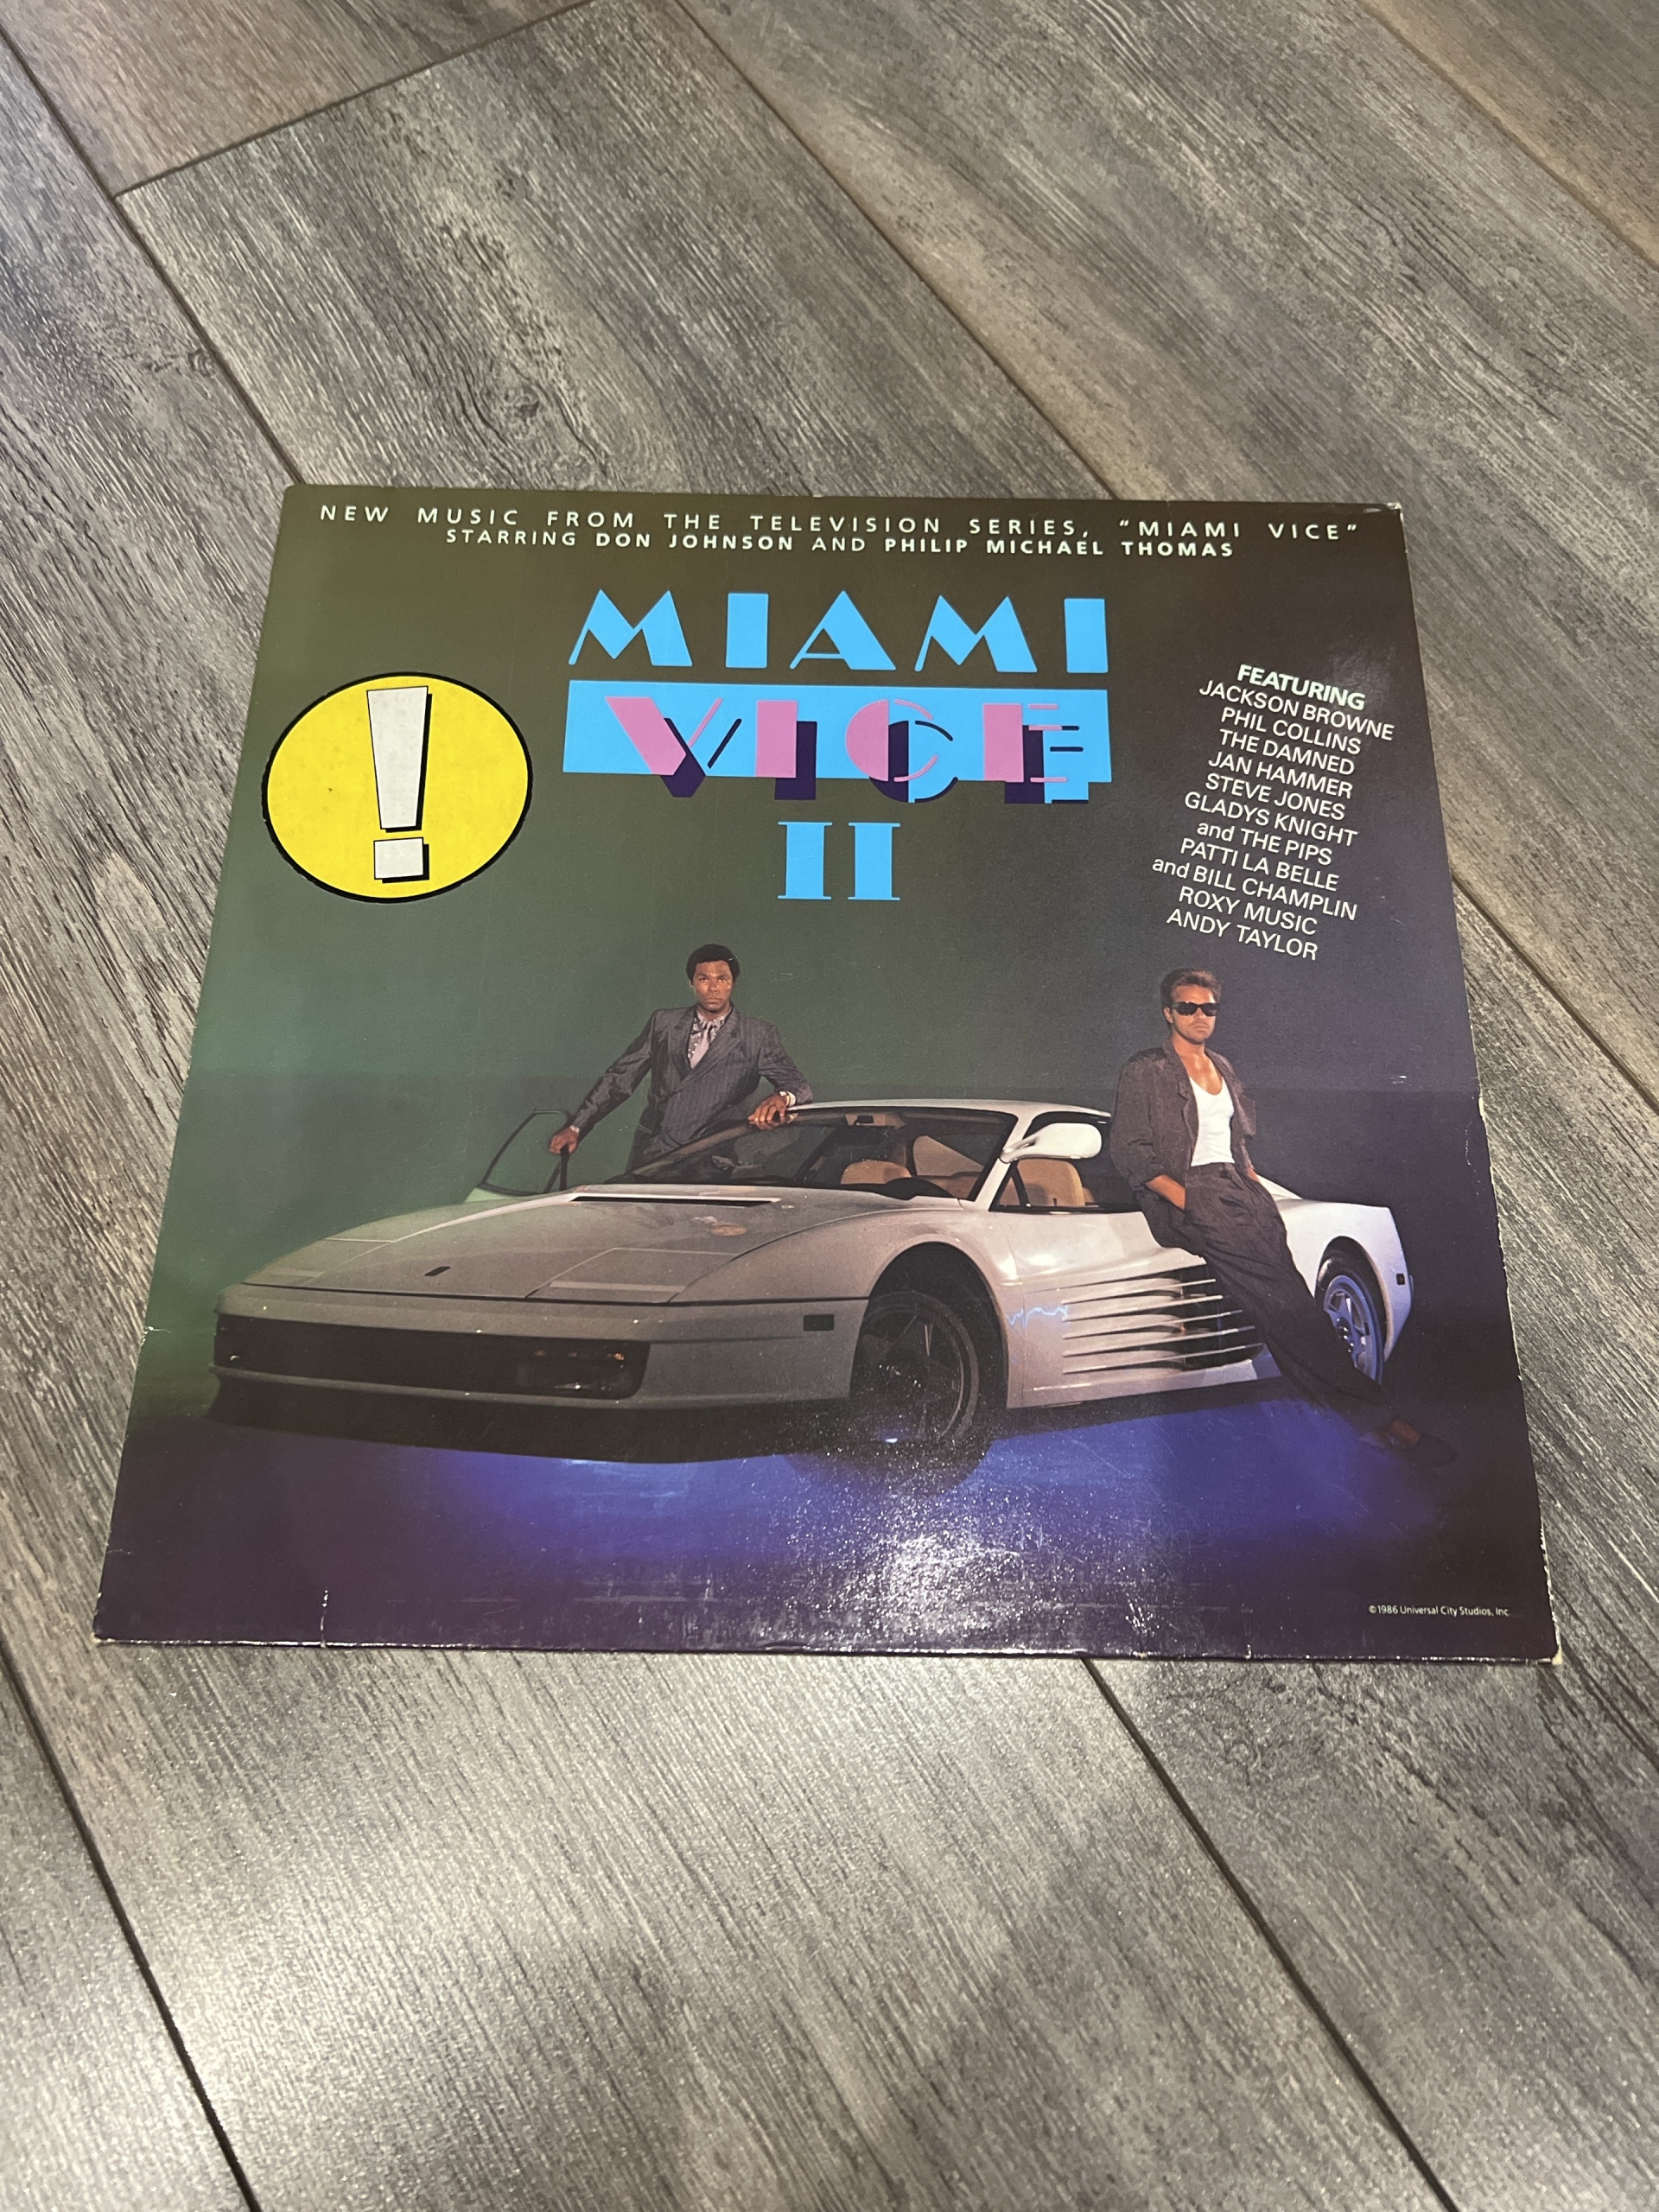 NEW MUSIC FROM THE TELEVISION SERIES, "MIAMI VICE"
STARRING DON JOHNSON AND PHILIP MICHAEL THOMAS
MIAMI
VICE
II
!
FEATURING
JACKSON BROWNE
PHIL COLLINS
THE DAMNED
JAN HAMMER
STEVE JONES
GLADYS KNIGHT
and THE PIPS
PATTI LA BELLE
and BILL CHAMPLIN
ROXY MUSIC
ANDY TAYLOR
©1986 Universal City Studios, Inc.